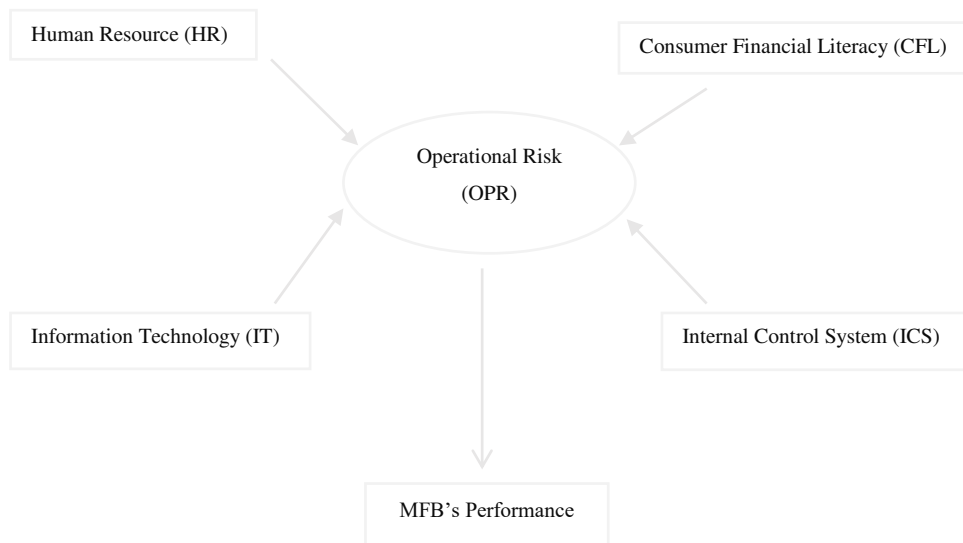 Human Resource (HR)
Consumer Financial Literacy (CFL)
Operational Risk
(OPR)
Information Technology (IT)
Internal Control System (ICS)
MFB’s Performance